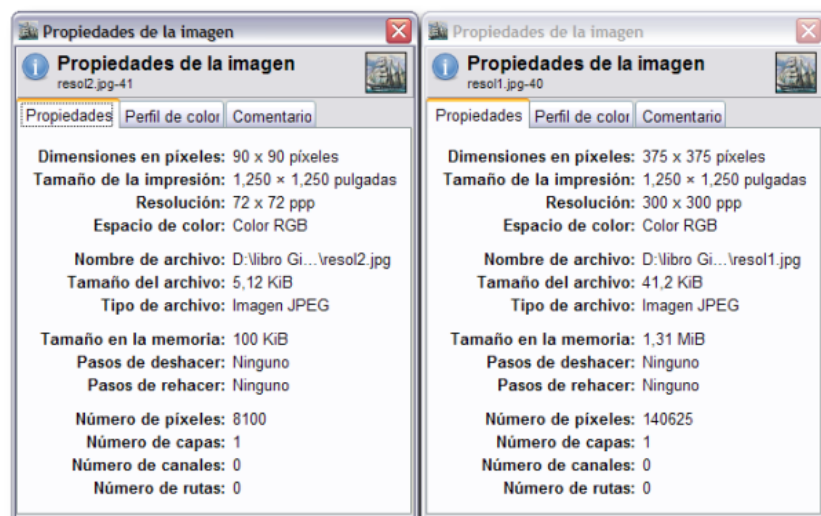 Propiedades de la imagen
Propiedades de la imagen
resol2.jpg-41
Propiedades Perfil de color Comentario
Dimensiones en píxeles: 90 x 90 píxeles
Tamaño de la impresión: 1,250 × 1,250 pulgadas
Resolución: 72 x 72 ppp
Espacio de color: Color RGB
Nombre de archivo: D:\libro Gi...\resol2.jpg
Tamaño del archivo: 5,12 KiB
Tipo de archivo: Imagen JPEG
Tamaño en la memoria: 100 KiB
Pasos de deshacer: Ninguno
Pasos de rehacer: Ninguno
Número de píxeles: 8100
Número de capas: 1
Número de canales: 0
Número de rutas: 0
Propiedades de la imagen
Propiedades de la imagen
resol1.jpg-40
Propiedades Perfil de color Comentario
Dimensiones en píxeles: 375 x 375 píxeles
Tamaño de la impresión: 1,250 × 1,250 pulgadas
Resolución: 300 x 300 ppp
Espacio de color: Color RGB
Nombre de archivo: D:\libro Gi...\resol1.jpg
Tamaño del archivo: 41,2 KiB
Tipo de archivo: Imagen JPEG
Tamaño en la memoria: 1,31 MiB
Pasos de deshacer: Ninguno
Pasos de rehacer: Ninguno
Número de píxeles: 140625
Número de capas: 1
Número de canales: 0
Número de rutas: 0